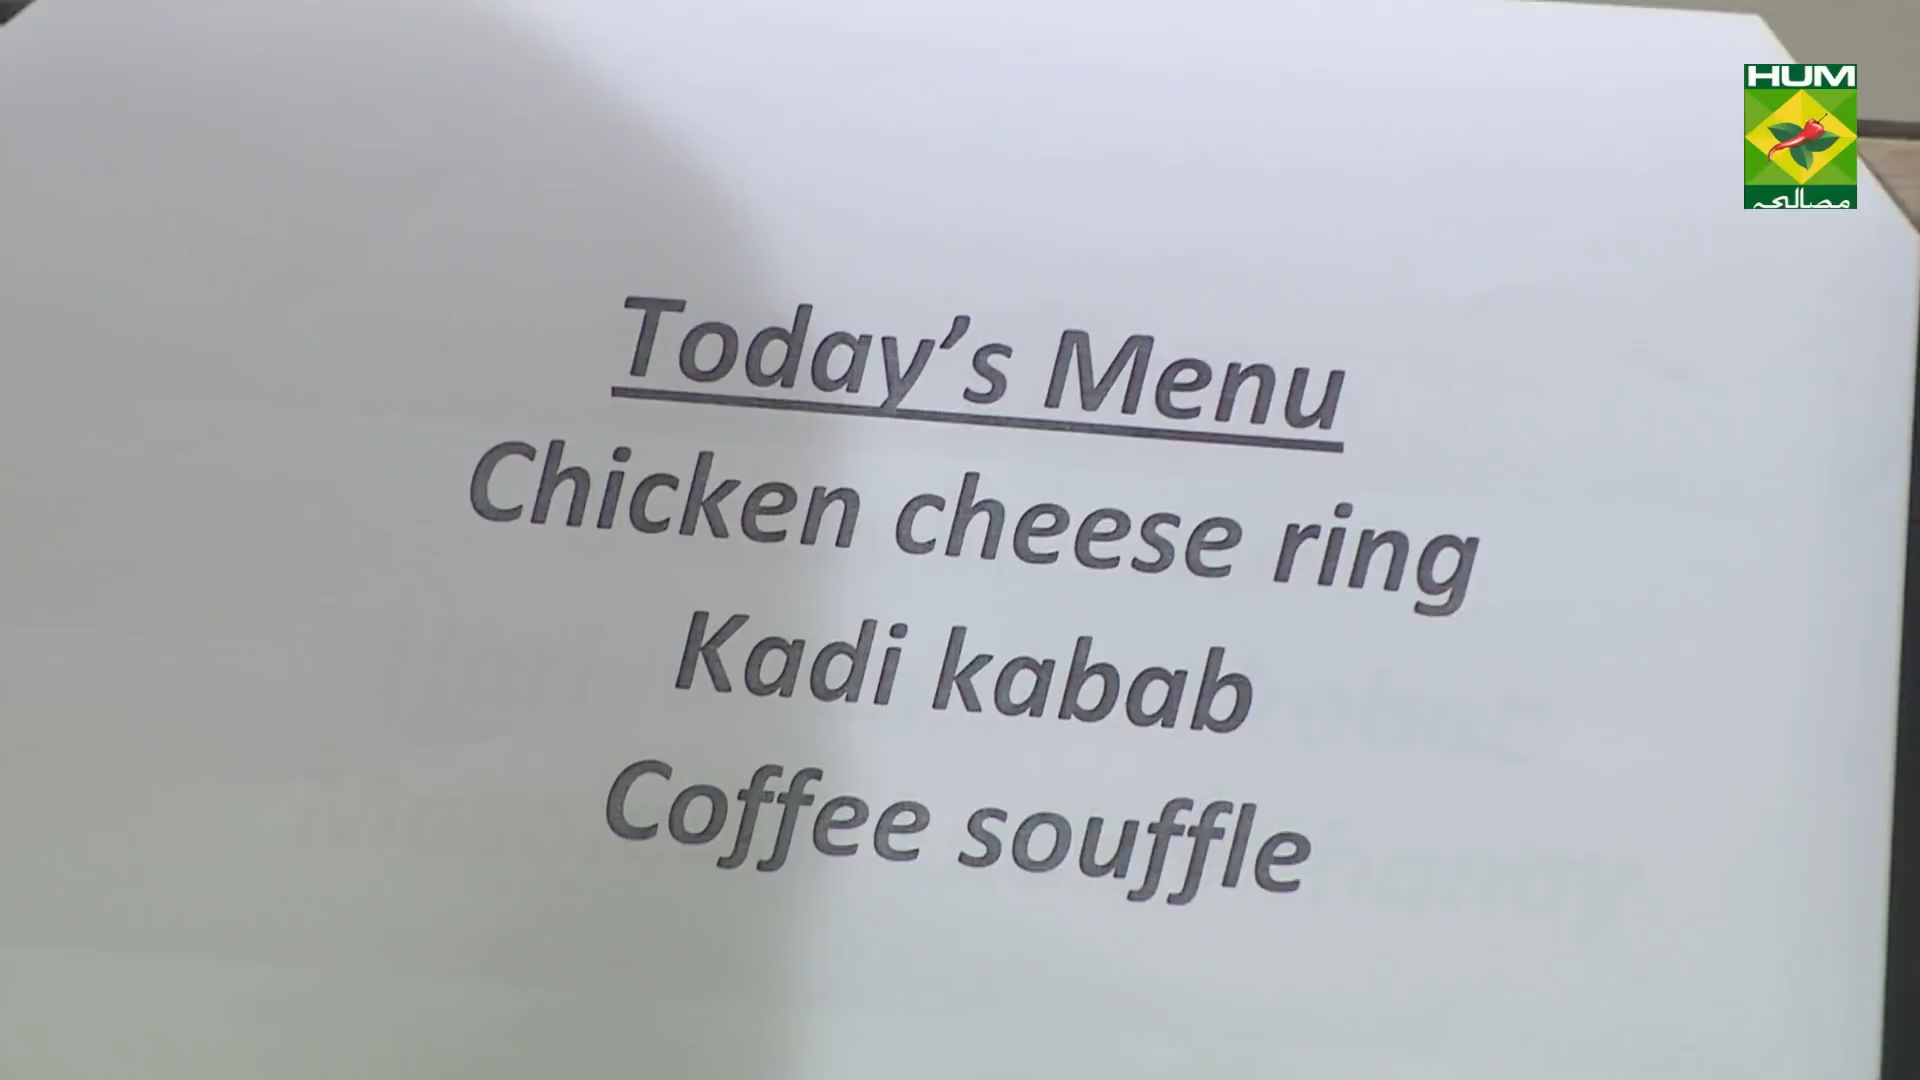 HUM
مصالحہ
Today's Menu
Chicken cheese ring
Kadi kabab
Coffee souffle